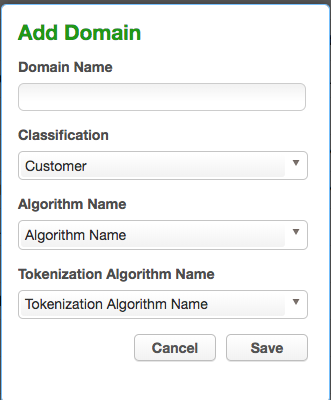 Add Domain
Domain Name
Classification
Customer
Algorithm Name
Algorithm Name
Tokenization Algorithm Name
Tokenization Algorithm Name
Cancel Save